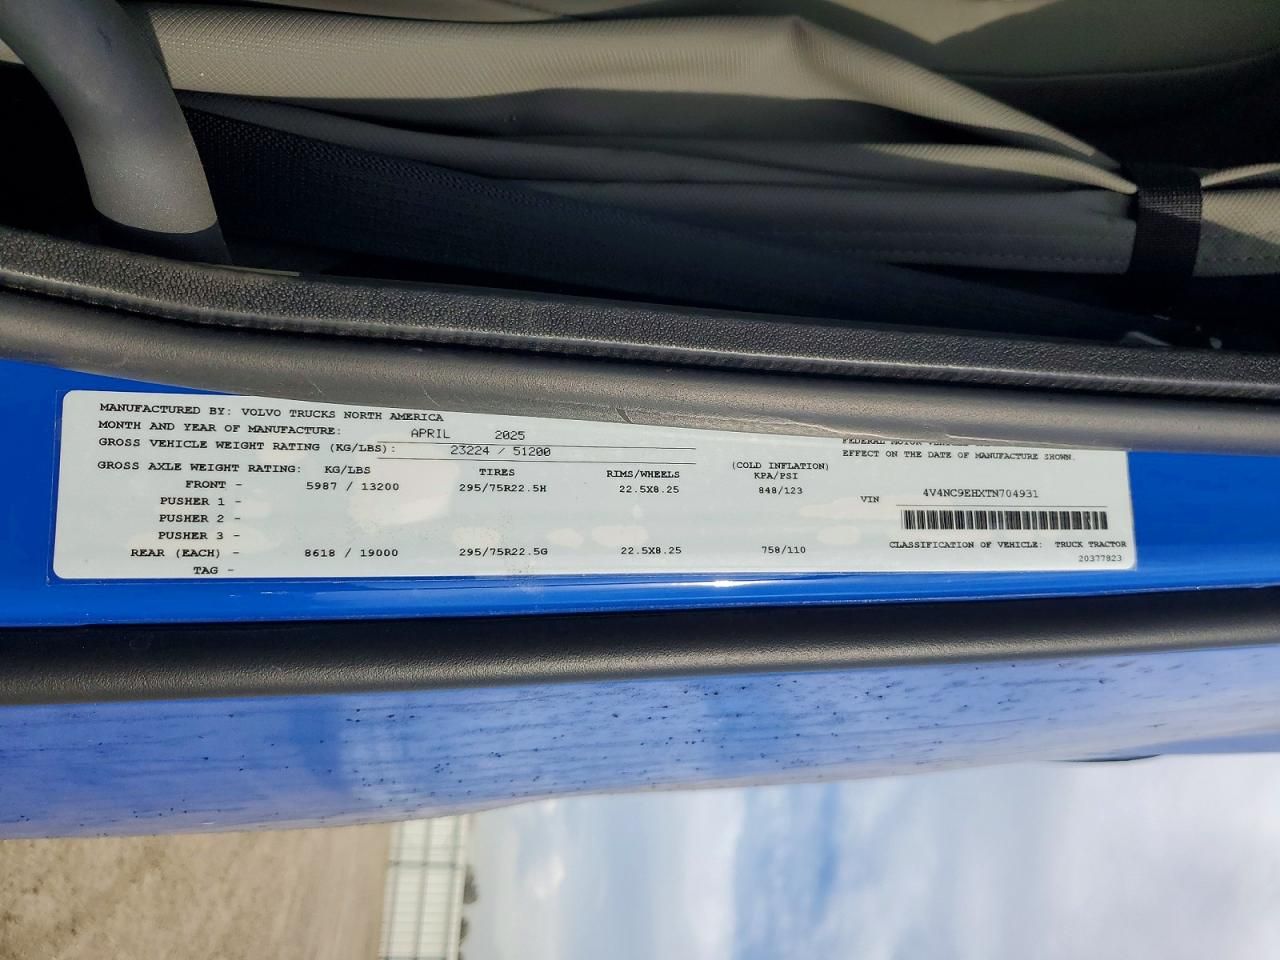 MANUFACTURED BY: VOLVO TRUCKS NORTH AMERICA
MONTH AND YEAR OF MANUFACTURE: APRIL 2025
GROSS VEHICLE WEIGHT RATING (KG/LBS): 23224 / 51200
GROSS AXLE WEIGHT RATING: KG/LBS TIRES RIMS/WHEELS (COLD INFLATION) KPA/PSI
FRONT - 5987 / 13200 295/75R22.5H 22.5X8.25 848/123
PUSHER 1 -
PUSHER 2 -
PUSHER 3 -
REAR (EACH) - 8618 / 19000 295/75R22.5G 22.5X8.25 758/110
TAG -
FEDERAL MOTOR
EFFECT ON THE DATE OF MANUFACTURE SHOWN.
VIN 4V4NC9EHXTN704931
CLASSIFICATION OF VEHICLE: TRUCK TRACTOR
20377823